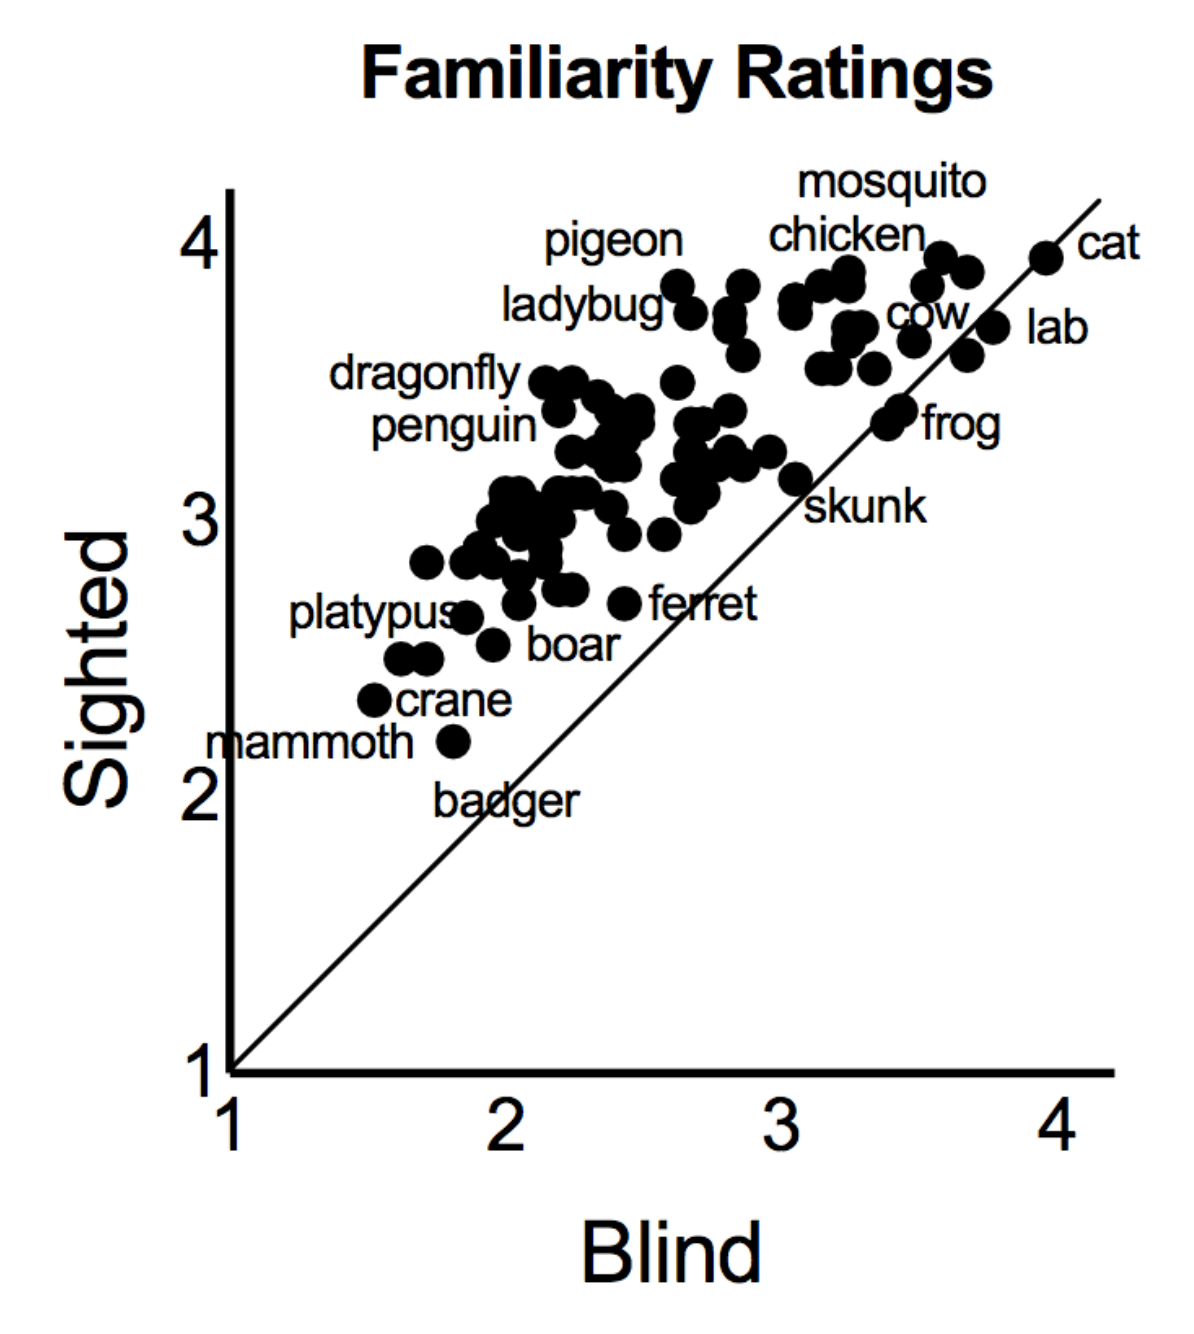 Familiarity Ratings
mosquito
4
pigeon
chicken
cat
ladybug
cow
lab
dragonfly
penguin
frog
3
skunk
platypus
ferret
boar
crane
mammoth
2
badger
Sighted
1
1 2 3 4
Blind